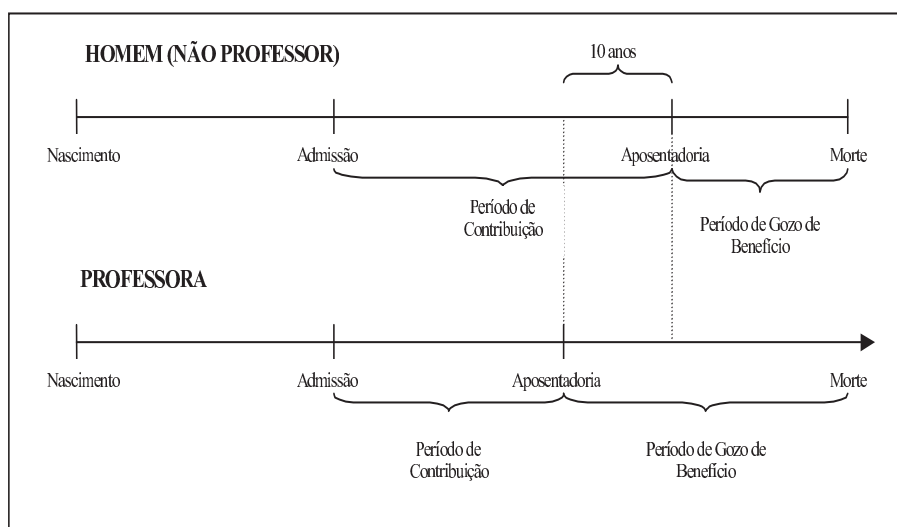 10 anos
HOMEM (NÃO PROFESSOR)
Nascimento
Admissão
Aposentadoria
Morte
Período de
Contribuição
Período de Gozo de
Benefício
PROFESSORA
Nascimento
Admissão
Aposentadoria
Morte
Período de
Contribuição
Período de Gozo de
Benefício